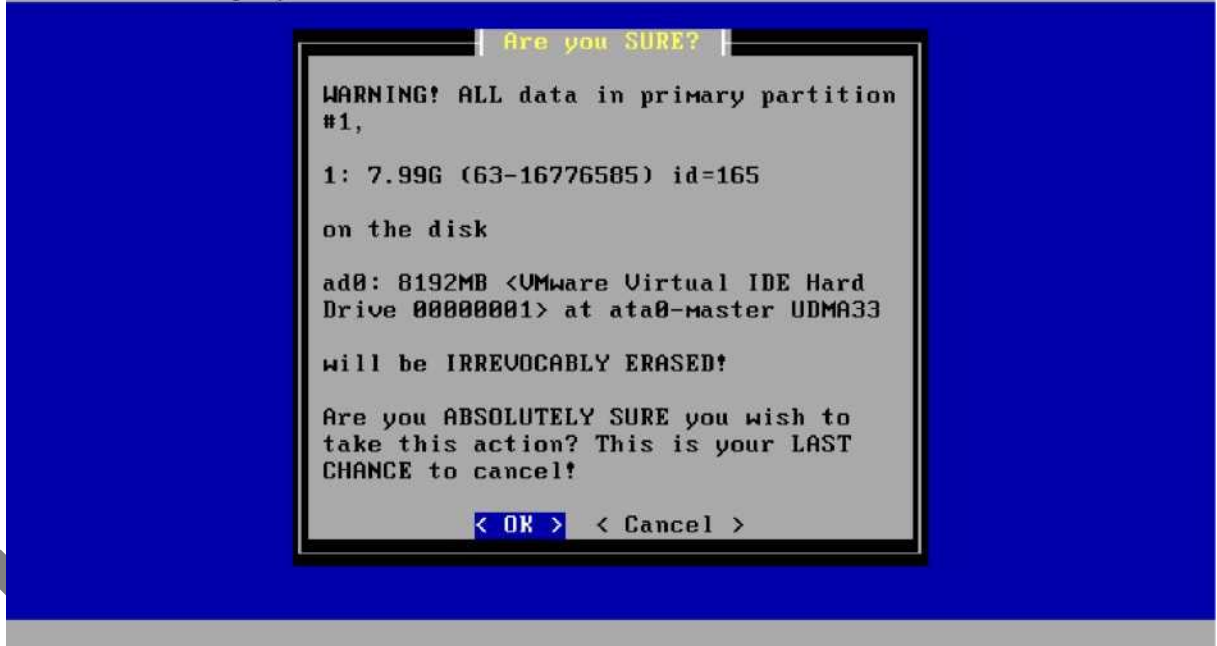 Are you SURE?
WARNING! ALL data in primary partition
#1,
1: 7.99G (63-16776585) id=165
on the disk
ad0: 8192MB <VMware Virtual IDE Hard
Drive 00000001> at ata0-master UDMA33
will be IRREVOCABLY ERASED!
Are you ABSOLUTELY SURE you wish to
take this action? This is your LAST
CHANCE to cancel!
< OK > < Cancel >